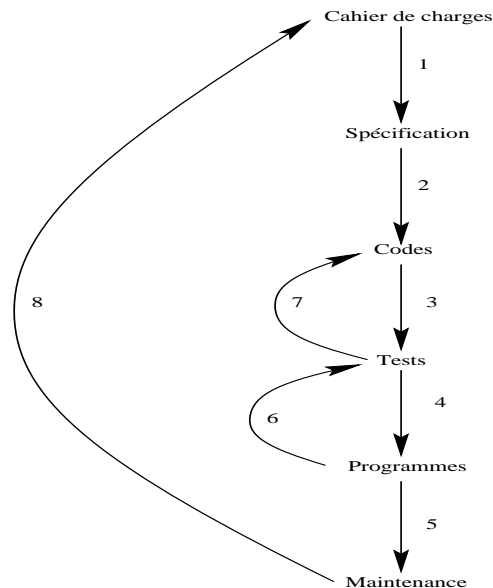 Cahier de charges
1
Spécification
2
Codes
8
7
3
Tests
4
6
Programmes
5
Maintenance